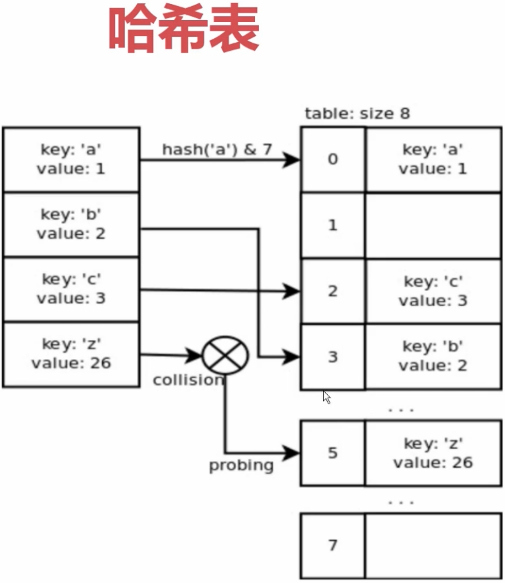 哈希表
table: size 8
key: 'a'
value: 1
hash('a') & 7
0
key: 'a'
value: 1
key: 'b'
value: 2
1
key: 'c'
value: 3
2
key: 'c'
value: 3
key: 'z'
value: 26
collision
3
key: 'b'
value: 2
. . .
probing
5
key: 'z'
value: 26
. . .
7